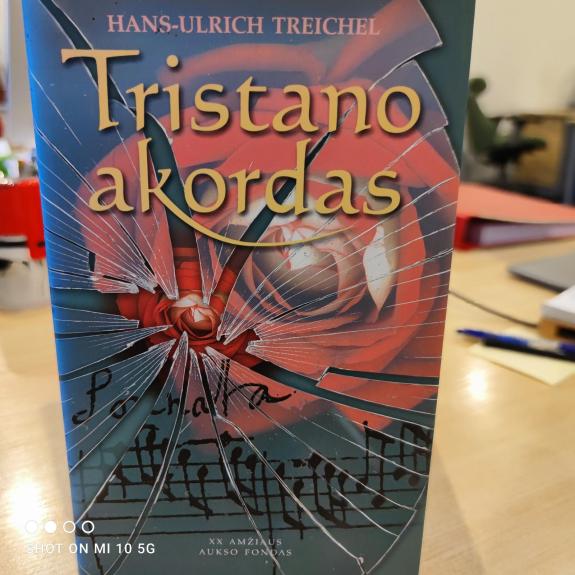 HANS-ULRICH TREICHEL
Tristano
akordas
XX AMŽIAUS
AUKSO FONDAS
SHOT ON MI 10 5G